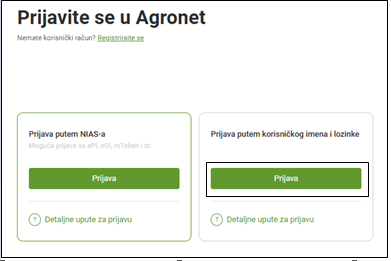 Prijavite se u Agronet
Nemate korisnički račun? Registrirajte se
Prijava putem NIAS-a
Moguća prijava sa ePI, eOI, mToken i dr.
Prijava
? Detaljne upute za prijavu
Prijava putem korisničkog imena i lozinke
Prijava
? Detaljne upute za prijavu